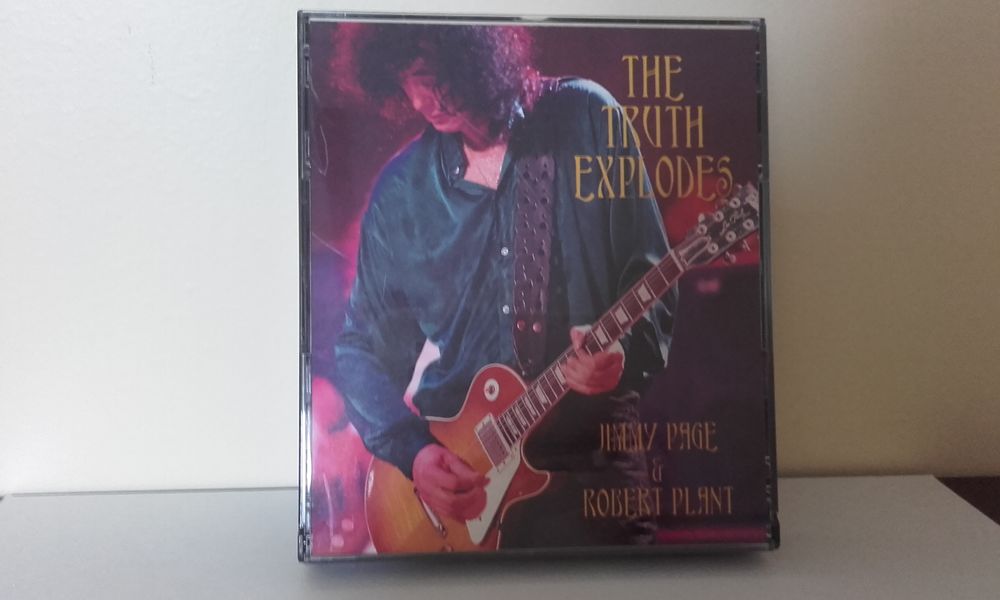 THE
TRUTH
EXPLODES
JIMMY PAGE
&
ROBERT PLANT